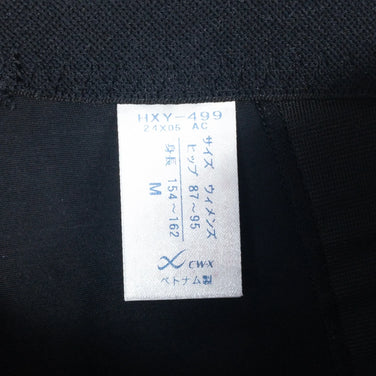 HXY-499
24X05 AC
サイズ ウィメンズ
ヒップ 87〜95
身長 154〜162
M
CW-X
ベトナム製